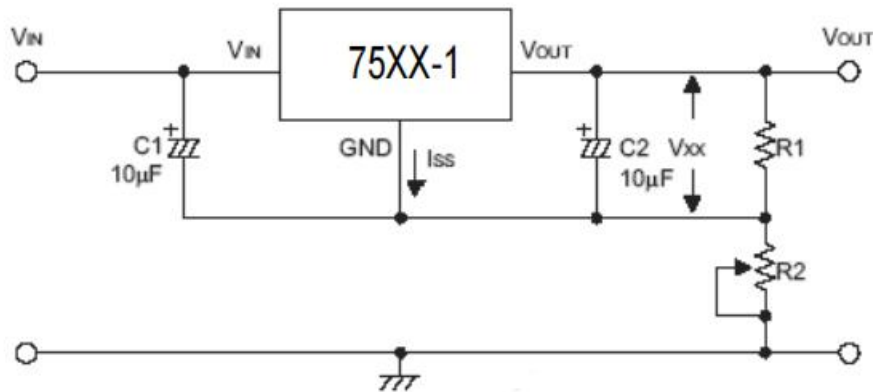 VIN
VIN
75XX-1
VOUT
VOUT
C1
10μF
GND
ISS
C2
10μF
VXX
R1
R2